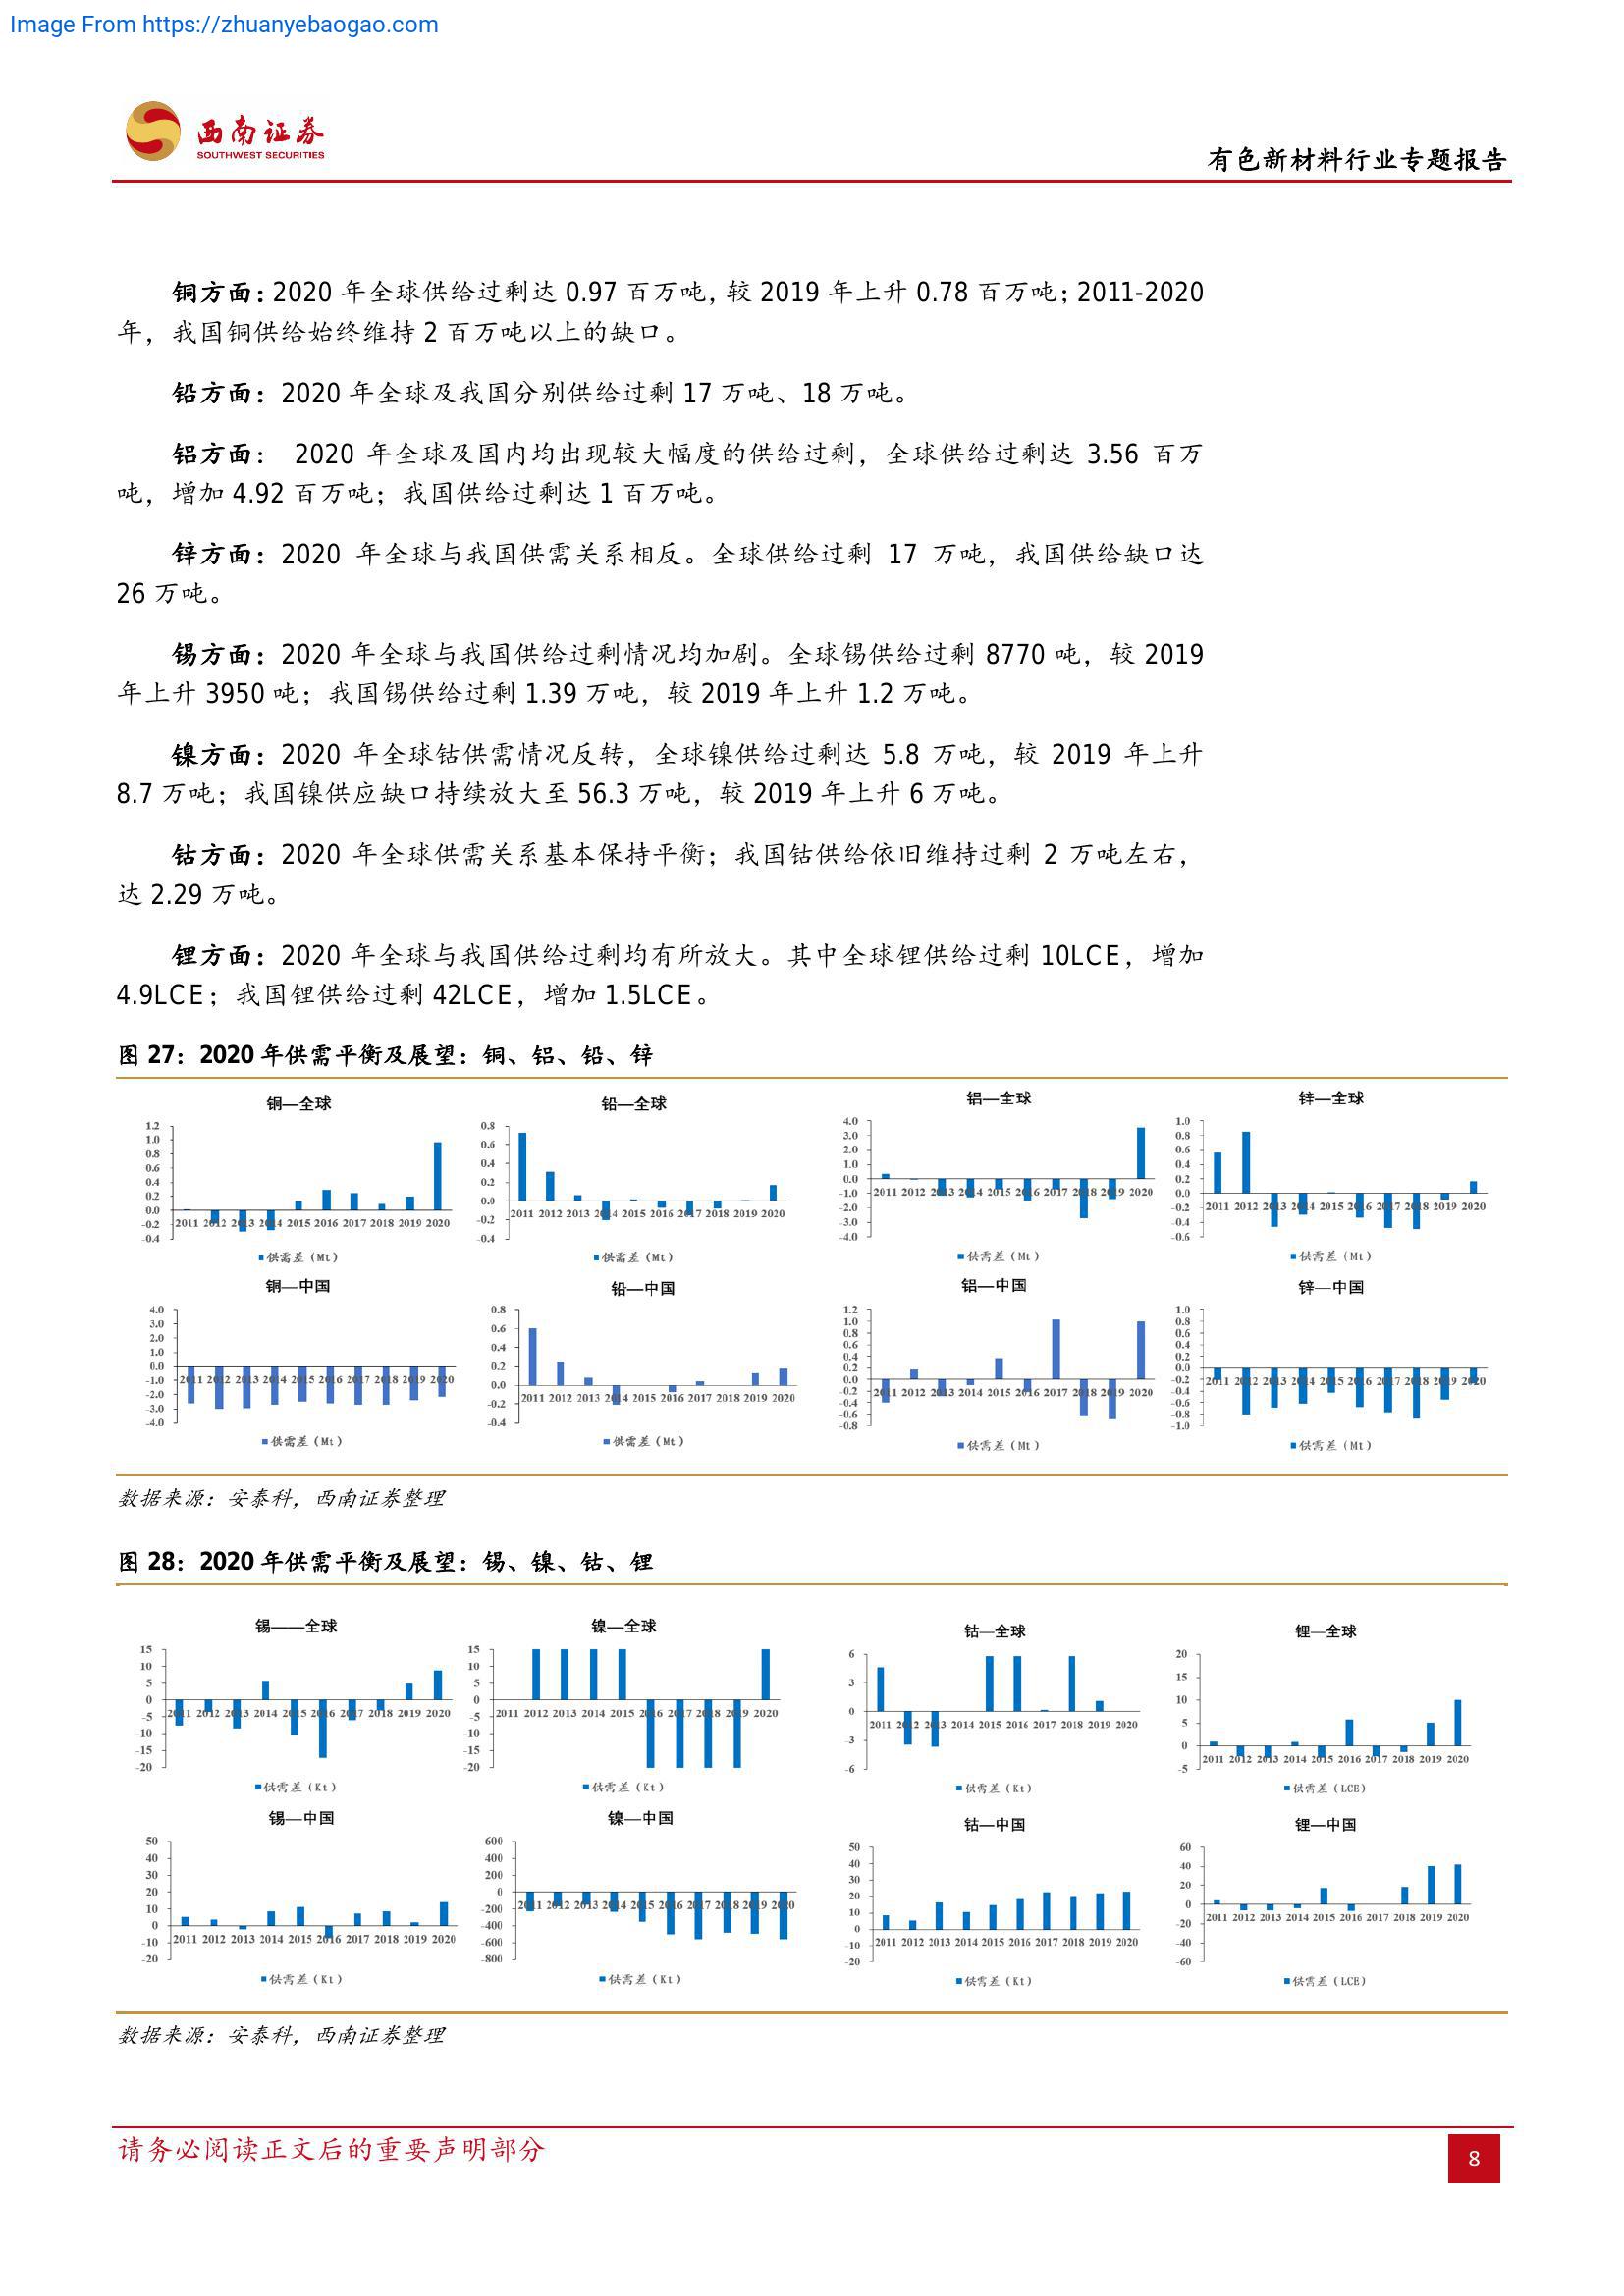 Image From https://zhuanyebaogao.com
西南证券
SOUTHWEST SECURITIES
有色新材料行业专题报告
铜方面：2020 年全球供给过剩达 0.97 百万吨，较 2019 年上升 0.78 百万吨；2011-2020
年，我国铜供给始终维持 2 百万吨以上的缺口。
铅方面：2020 年全球及我国分别供给过剩 17 万吨、18 万吨。
铝方面： 2020 年全球及国内均出现较大幅度的供给过剩，全球供给过剩达 3.56 百万
吨，增加 4.92 百万吨；我国供给过剩达 1 百万吨。
锌方面：2020 年全球与我国供需关系相反。全球供给过剩 17 万吨，我国供给缺口达
26 万吨。
锡方面：2020 年全球与我国供给过剩情况均加剧。全球锡供给过剩 8770 吨，较 2019
年上升 3950 吨；我国锡供给过剩 1.39 万吨，较 2019 年上升 1.2 万吨。
镍方面：2020 年全球钴供需情况反转，全球镍供给过剩达 5.8 万吨，较 2019 年上升
8.7 万吨；我国镍供应缺口持续放大至 56.3 万吨，较 2019 年上升 6 万吨。
钴方面：2020 年全球供需关系基本保持平衡；我国钴供给依旧维持过剩 2 万吨左右，
达 2.29 万吨。
锂方面：2020 年全球与我国供给过剩均有所放大。其中全球锂供给过剩 10LCE，增加
4.9LCE；我国锂供给过剩 42LCE，增加 1.5LCE。
图 27：2020 年供需平衡及展望：铜、铝、铅、锌
铜—全球
1.2
1.0
0.8
0.6
0.4
0.2
0.0
-0.2
-0.4
2011 2012 2013 2014 2015 2016 2017 2018 2019 2020
供需差（Mt）
铅—全球
0.8
0.6
0.4
0.2
0.0
-0.2
-0.4
2011 2012 2013 2014 2015 2016 2017 2018 2019 2020
供需差（Mt）
铝—全球
4.0
3.0
2.0
1.0
0.0
-1.0
-2.0
-3.0
-4.0
2011 2012 2013 2014 2015 2016 2017 2018 2019 2020
供需差（Mt）
锌—全球
1.0
0.8
0.6
0.4
0.2
0.0
-0.2
-0.4
-0.6
2011 2012 2013 2014 2015 2016 2017 2018 2019 2020
供需差（Mt）
铜—中国
4.0
3.0
2.0
1.0
0.0
-1.0
-2.0
-3.0
-4.0
2011 2012 2013 2014 2015 2016 2017 2018 2019 2020
供需差（Mt）
铅—中国
0.8
0.6
0.4
0.2
0.0
-0.2
-0.4
2011 2012 2013 2014 2015 2016 2017 2018 2019 2020
供需差（Mt）
铝—中国
1.2
1.0
0.8
0.6
0.4
0.2
0.0
-0.2
-0.4
-0.6
-0.8
2011 2012 2013 2014 2015 2016 2017 2018 2019 2020
供需差（Mt）
锌—中国
1.0
0.8
0.6
0.4
0.2
0.0
-0.2
-0.4
-0.6
-0.8
-1.0
2011 2012 2013 2014 2015 2016 2017 2018 2019 2020
供需差（Mt）
数据来源：安泰科，西南证券整理
图 28：2020 年供需平衡及展望：锡、镍、钴、锂
锡——全球
15
10
5
0
-5
-10
-15
-20
2011 2012 2013 2014 2015 2016 2017 2018 2019 2020
供需差（Kt）
镍—全球
15
10
5
0
-5
-10
-15
-20
2011 2012 2013 2014 2015 2016 2017 2018 2019 2020
供需差（Kt）
钴—全球
6
3
0
-3
-6
2011 2012 2013 2014 2015 2016 2017 2018 2019 2020
供需差（Kt）
锂—全球
20
15
10
5
0
-5
2011 2012 2013 2014 2015 2016 2017 2018 2019 2020
供需差（LCE）
锡—中国
50
40
30
20
10
0
-10
-20
2011 2012 2013 2014 2015 2016 2017 2018 2019 2020
供需差（Kt）
镍—中国
600
400
200
0
-200
-400
-600
-800
2011 2012 2013 2014 2015 2016 2017 2018 2019 2020
供需差（Kt）
钴—中国
50
40
30
20
10
0
-10
-20
2011 2012 2013 2014 2015 2016 2017 2018 2019 2020
供需差（Kt）
锂—中国
60
40
20
0
-20
-40
-60
2011 2012 2013 2014 2015 2016 2017 2018 2019 2020
供需差（LCE）
数据来源：安泰科，西南证券整理
请务必阅读正文后的重要声明部分
8